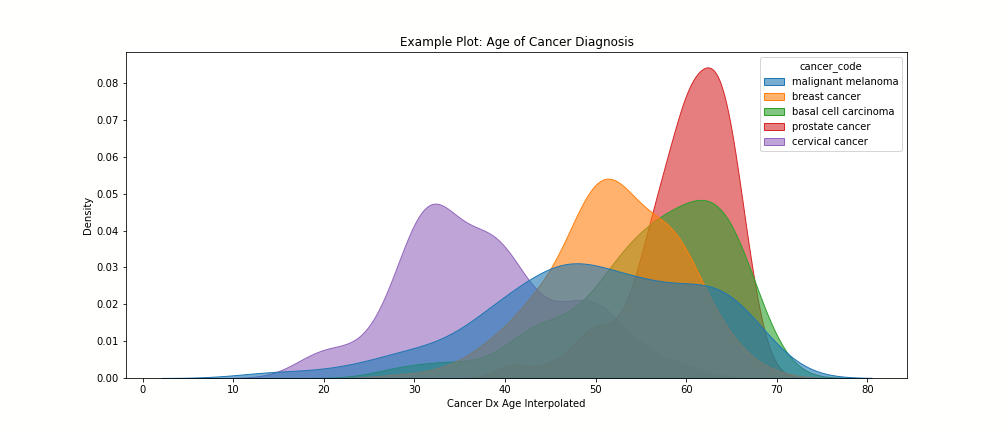 Example Plot: Age of Cancer Diagnosis
cancer_code
malignant melanoma
breast cancer
basal cell carcinoma
prostate cancer
cervical cancer
Density
0.08
0.07
0.06
0.05
0.04
0.03
0.02
0.01
0.00
0 10 20 30 40 50 60 70 80
Cancer Dx Age Interpolated